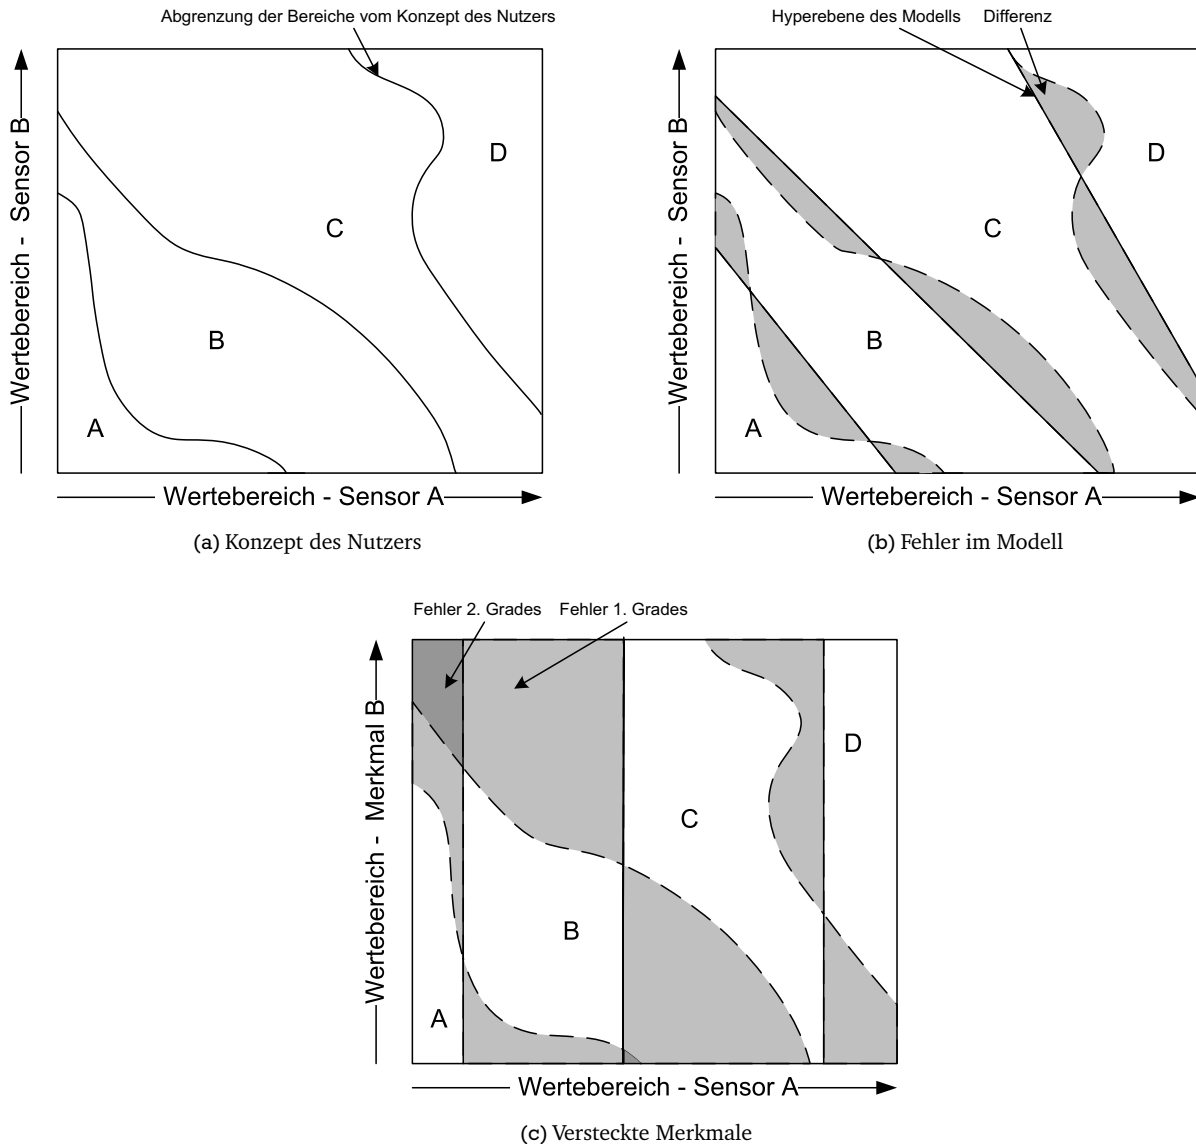 Abgrenzung der Bereiche vom Konzept des Nutzers
Wertebereich - Sensor B
D
C
B
A
Wertebereich - Sensor A
(a) Konzept des Nutzers
Hyperebene des Modells Differenz
Wertebereich - Sensor B
D
C
B
A
Wertebereich - Sensor A
(b) Fehler im Modell
Fehler 2. Grades Fehler 1. Grades
Wertebereich - Merkmal B
D
C
B
A
Wertebereich - Sensor A
(c) Versteckte Merkmale